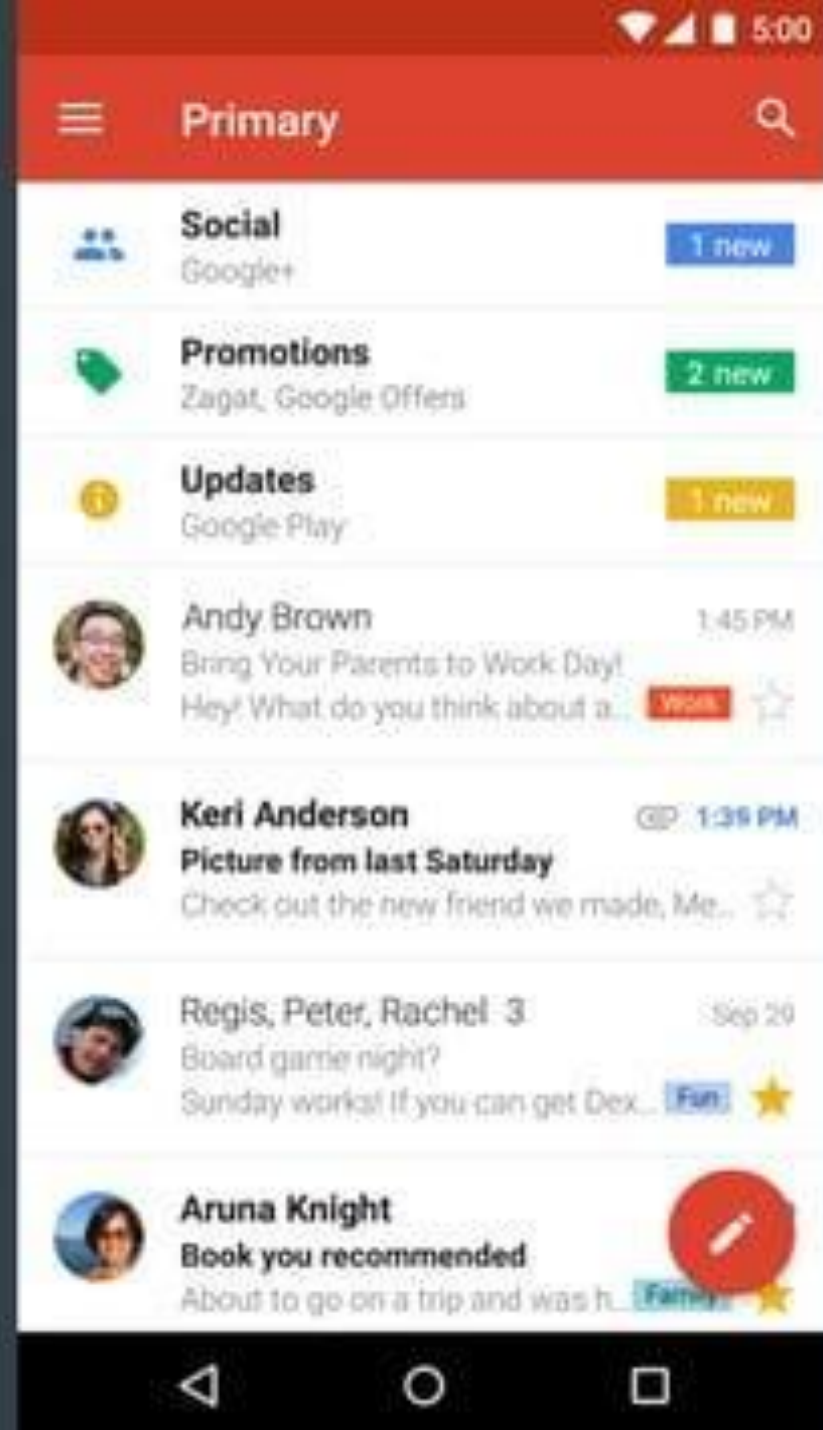 5:00
Primary
Social
1 new
Google+
Promotions
2 new
Zagat, Google Offers
Updates
1 new
Google Play
Andy Brown
1:45 PM
Bring Your Parents to Work Day!
Hey! What do you think about a...
Work
Keri Anderson
1:39 PM
Picture from last Saturday
Check out the new friend we made, Me...
Regis, Peter, Rachel 3
Sep 29
Board game night?
Sunday works! If you can get Dex...
Fun
Aruna Knight
Book you recommended
About to go on a trip and was h...
Family